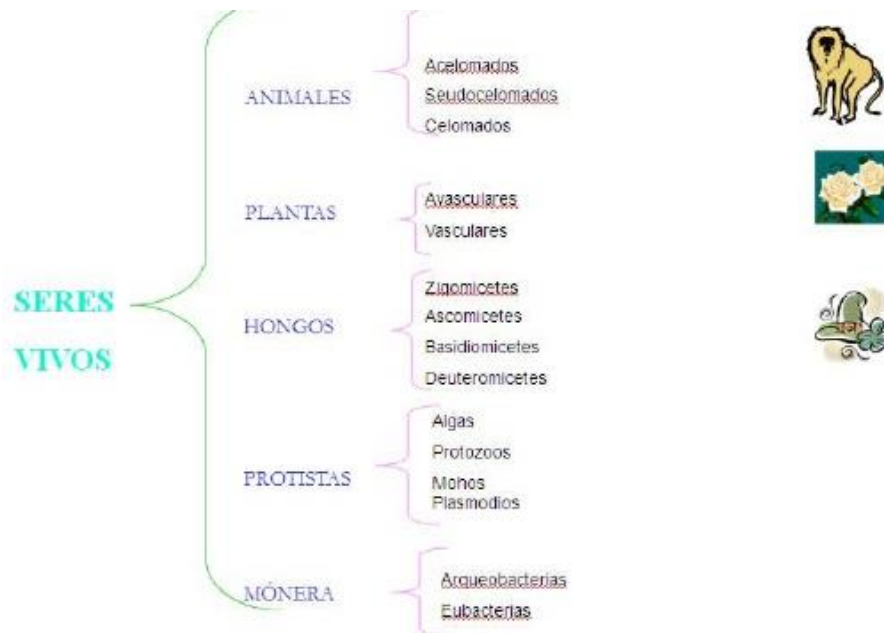 ANIMALES
Acelomados
Seudocelomados
Celomados
PLANTAS
Avasculares
Vasculares
SERES
VIVOS
HONGOS
Zigomicetes
Ascomicetes
Basidiomicetes
Deuteromicetes
PROTISTAS
Algas
Protozoos
Mohos
Plasmodios
MÓNERA
Arqueobacterias
Eubacterias